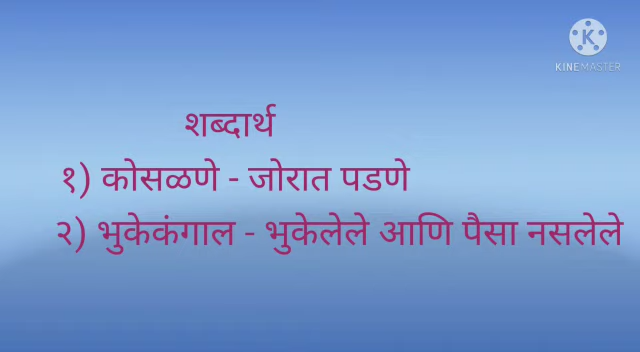 KINEMASTER
शब्दार्थ
१) कोसळणे - जोरात पडणे
२) भुकेकंगाल - भुकेलेले आणि पैसा नसलेले